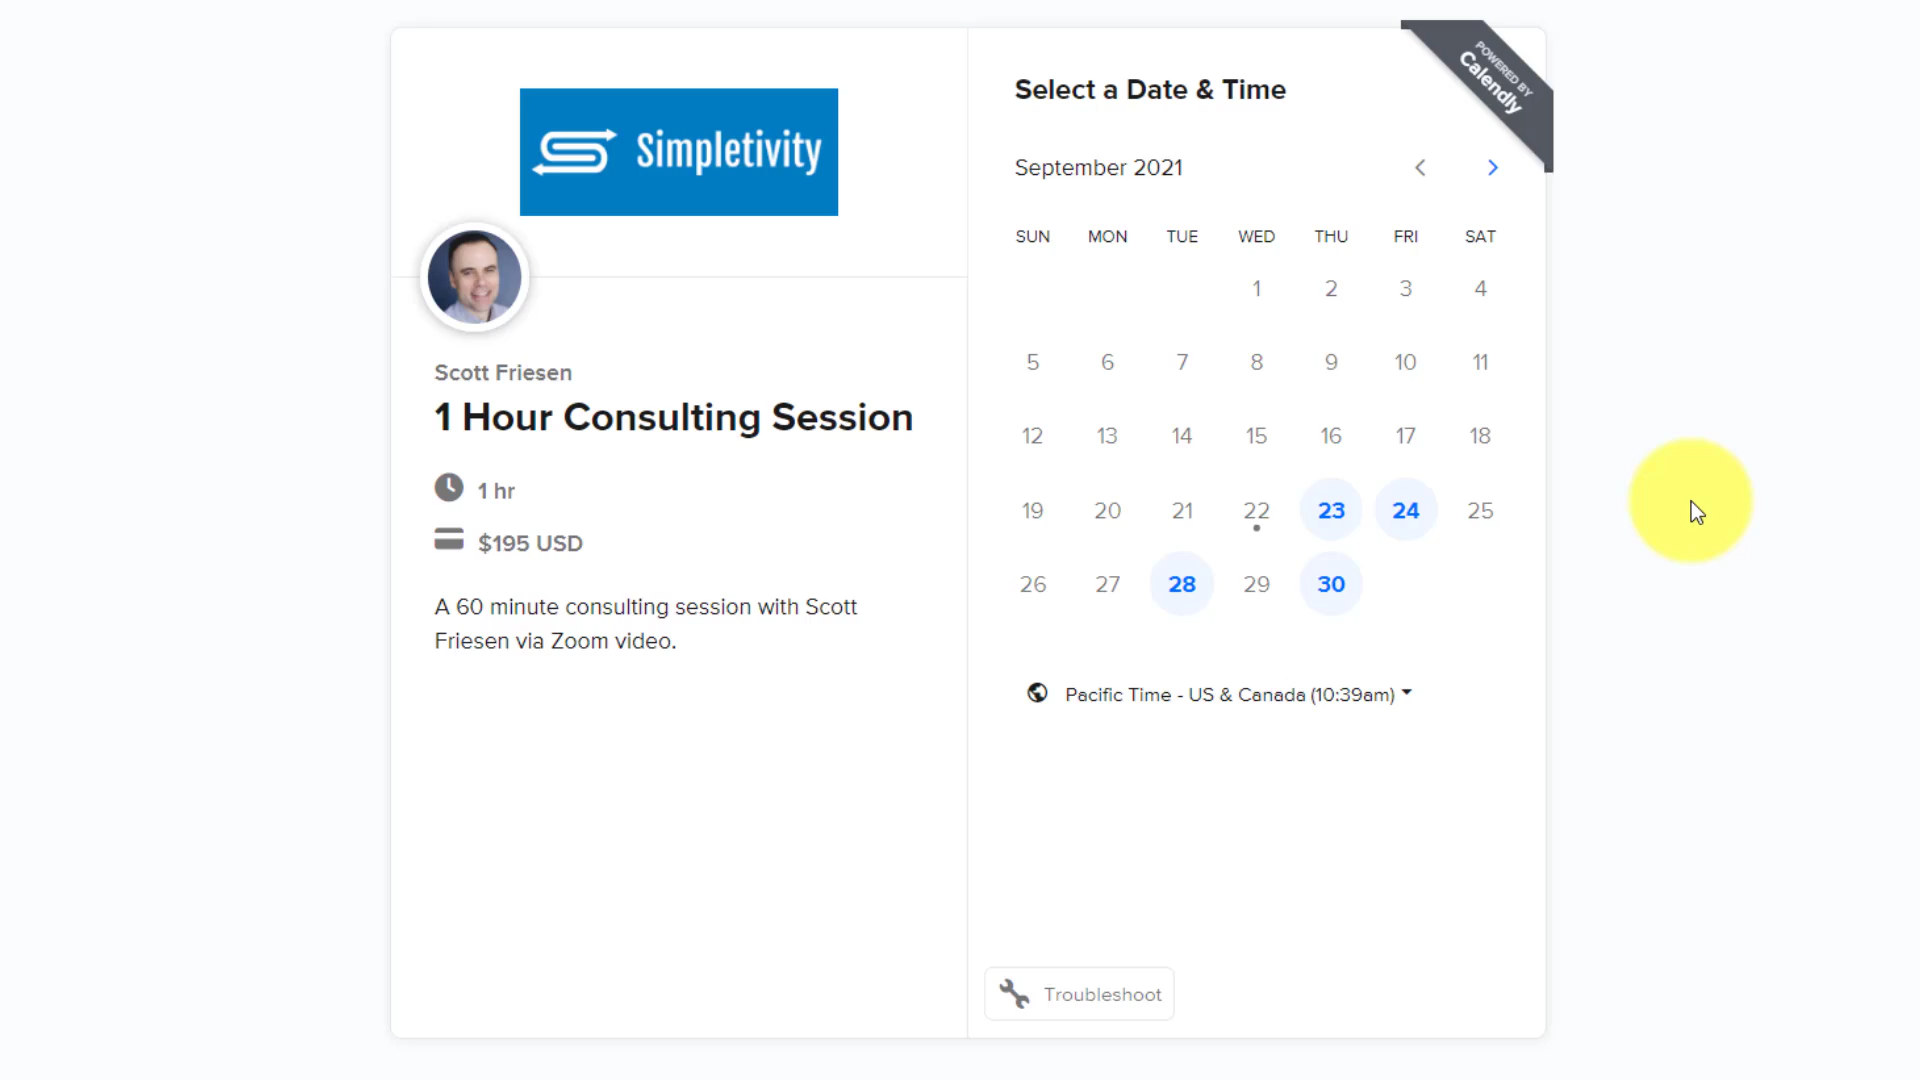 Simpletivity
Scott Friesen
1 Hour Consulting Session
1 hr
$195 USD
A 60 minute consulting session with Scott
Friesen via Zoom video.
POWERED BY
Calendly
Select a Date & Time
September 2021
SUN MON TUE WED THU FRI SAT
1 2 3 4
5 6 7 8 9 10 11
12 13 14 15 16 17 18
19 20 21 22 23 24 25
26 27 28 29 30
Pacific Time - US & Canada (10:39am)
Troubleshoot